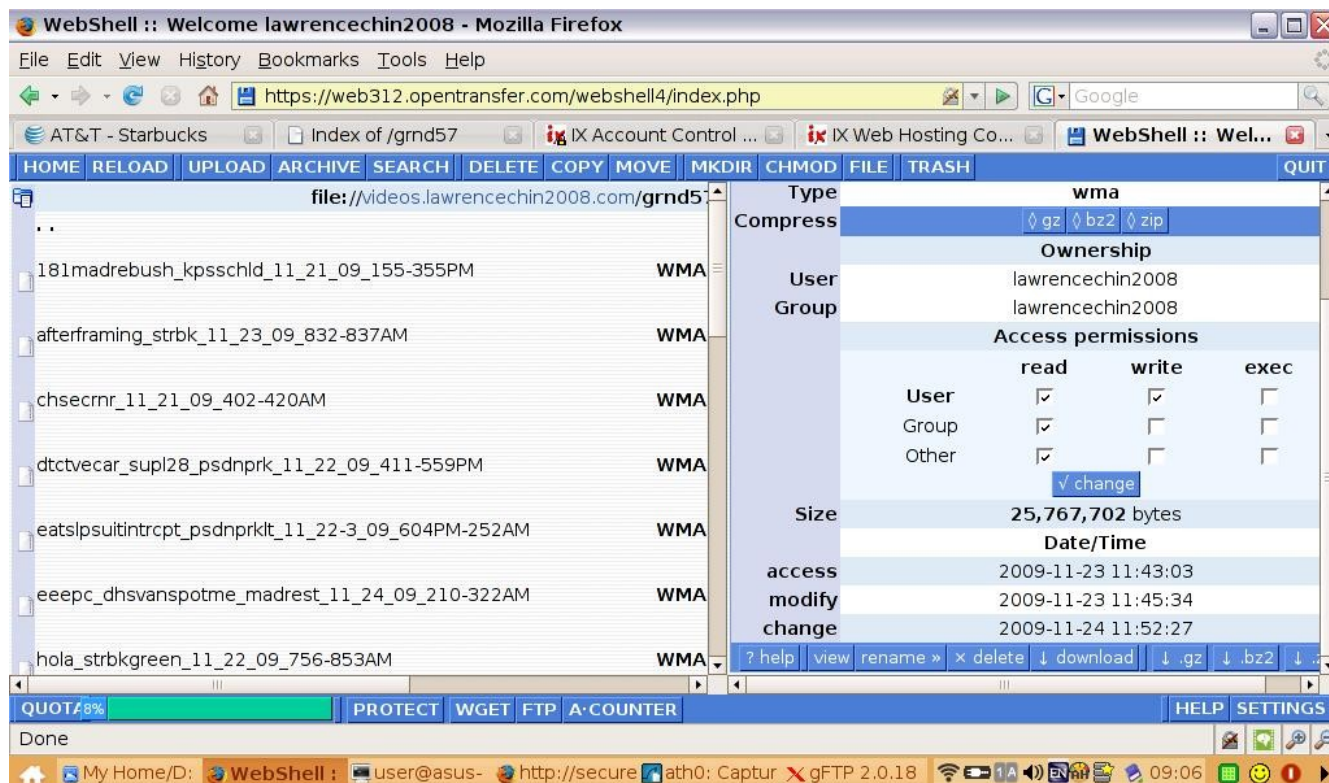 WebShell :: Welcome lawrencechin2008 - Mozilla Firefox
File Edit View History Bookmarks Tools Help
https://web312.opentransfer.com/webshell4/index.php
G Google
AT&T - Starbucks
Index of /grnd57
IX Account Control ...
IX Web Hosting Co...
WebShell :: Wel...
HOME RELOAD UPLOAD ARCHIVE SEARCH DELETE COPY MOVE MKDIR CHMOD FILE TRASH QUIT
file://videos.lawrencechin2008.com/grnd57
..
181madrebush_kpsschld_11_21_09_155-355PM WMA
afterframing_strbk_11_23_09_832-837AM WMA
chsecrnr_11_21_09_402-420AM WMA
dtctvecar_supl28_psdnprk_11_22_09_411-559PM WMA
eatslpsuitintrcpt_psdnprklt_11_22-3_09_604PM-252AM WMA
eeepc_dhsvanspotme_madrest_11_24_09_210-322AM WMA
hola_strbkgreen_11_22_09_756-853AM WMA
Type wma
Compress ◊ gz ◊ bz2 ◊ zip
Ownership
User lawrencechin2008
Group lawrencechin2008
Access permissions
read write exec
User
Group
Other
√ change
Size 25,767,702 bytes
Date/Time
access 2009-11-23 11:43:03
modify 2009-11-23 11:45:34
change 2009-11-24 11:52:27
? help view rename » × delete ↓ download ↓ .gz ↓ .bz2 ↓ .z
QUOTA 8% PROTECT WGET FTP A·COUNTER HELP SETTINGS
Done
My Home/D: WebShell : user@asus- http://secure ath0: Captur gFTP 2.0.18 1A EN 09:06